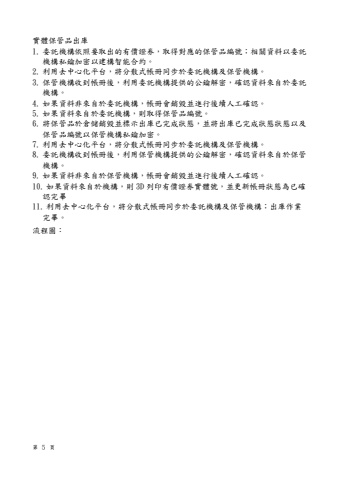 實體保管品出庫
1. 委託機構依照要取出的有價證券，取得對應的保管品編號；相關資料以委託
機構私鑰加密以建構智能合約。
2. 利用去中心化平台，將分散式帳冊同步於委託機構及保管機構。
3. 保管機構收到帳冊後，利用委託機構提供的公鑰解密，確認資料來自於委託
機構。
4. 如果資料非來自於委託機構，帳冊會銷毀並進行後續人工確認。
5. 如果資料來自於委託機構，則取得保管品編號。
6. 將保管品於倉儲銷毀並標示出庫已完成狀態，並將出庫已完成狀態狀態以及
保管品編號以保管機構私鑰加密。
7. 利用去中心化平台，將分散式帳冊同步於委託機構及保管機構。
8. 委託機構收到帳冊後，利用保管機構提供的公鑰解密，確認資料來自於保管
機構。
9. 如果資料非來自於保管機構，帳冊會銷毀並進行後續人工確認。
10. 如果資料來自於機構，則 3D 列印有價證券實體號，並更新帳冊狀態為已確
認完畢
11. 利用去中心化平台，將分散式帳冊同步於委託機構及保管機構；出庫作業
完畢。
流程圖：
第 5 頁